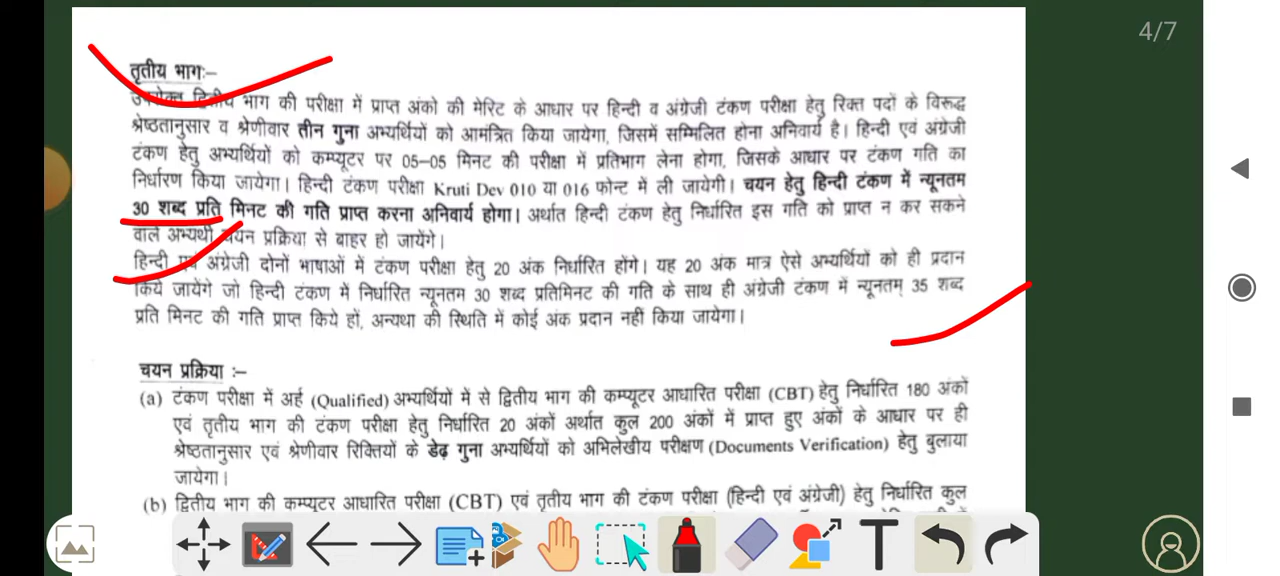 4/7
तृतीय भागः–
उपरोक्त द्वितीय भाग की परीक्षा में प्राप्त अंको की मेरिट के आधार पर हिन्दी व अंग्रेजी टंकण परीक्षा हेतु रिक्त पदों के विरूद्ध
श्रेष्ठतानुसार व श्रेणीवार तीन गुना अभ्यर्थियों को आमंत्रित किया जायेगा, जिसमें सम्मिलित होना अनिवार्य है। हिन्दी एवं अंग्रेजी
टंकण हेतु अभ्यर्थियों को कम्प्यूटर पर 05-05 मिनट की परीक्षा में प्रतिभाग लेना होगा, जिसके आधार पर टंकण गति का
निर्धारण किया जायेगा। हिन्दी टंकण परीक्षा Kruti Dev 010 या 016 फोन्ट में ली जायेगी। चयन हेतु हिन्दी टंकण में न्यूनतम
30 शब्द प्रति मिनट की गति प्राप्त करना अनिवार्य होगा। अर्थात हिन्दी टंकण हेतु निर्धारित इस गति को प्राप्त न कर सकने
वाले अभ्यर्थी चयन प्रक्रिया से बाहर हो जायेंगे।
हिन्दी एवं अंग्रेजी दोनों भाषाओं में टंकण परीक्षा हेतु 20 अंक निर्धारित होंगे। यह 20 अंक मात्र ऐसे अभ्यर्थियों को ही प्रदान
किये जायेंगे जो हिन्दी टंकण में निर्धारित न्यूनतम 30 शब्द प्रतिमिनट की गति के साथ ही अंग्रेजी टंकण में न्यूनतम् 35 शब्द
प्रति मिनट की गति प्राप्त किये हों, अन्यथा की स्थिति में कोई अंक प्रदान नहीं किया जायेगा।
चयन प्रक्रिया :–
(a) टंकण परीक्षा में अर्ह (Qualified) अभ्यर्थियों में से द्वितीय भाग की कम्प्यूटर आधारित परीक्षा (CBT) हेतु निर्धारित 180 अंकों
एवं तृतीय भाग की टंकण परीक्षा हेतु निर्धारित 20 अंकों अर्थात कुल 200 अंकों में प्राप्त हुए अंकों के आधार पर ही
श्रेष्ठतानुसार एवं श्रेणीवार रिक्तियों के डेढ़ गुना अभ्यर्थियों को अभिलेखीय परीक्षण (Documents Verification) हेतु बुलाया
जायेगा।
(b) द्वितीय भाग की कम्प्यूटर आधारित परीक्षा (CBT) एवं तृतीय भाग की टंकण परीक्षा (हिन्दी एवं अंग्रेजी) हेतु निर्धारित कुल